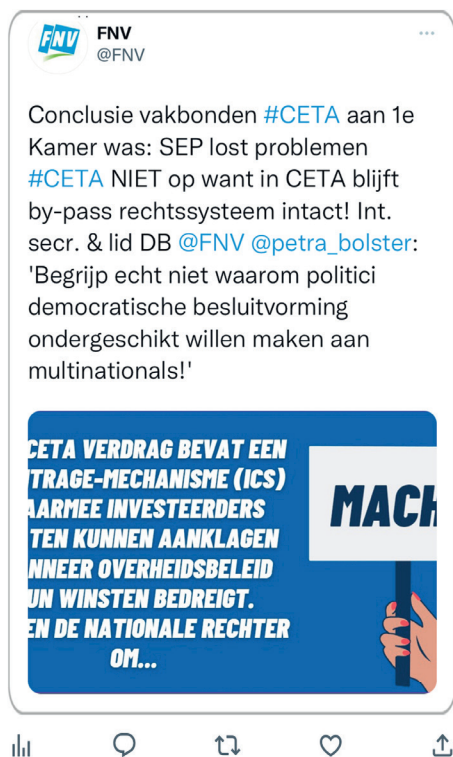 FNV
FNV
@FNV
Conclusie vakbonden #CETA aan 1e
Kamer was: SEP lost problemen
#CETA NIET op want in CETA blijft
by-pass rechtssysteem intact! Int.
secr. & lid DB @FNV @petra_bolster:
'Begrijp echt niet waarom politici
democratische besluitvorming
ondergeschikt willen maken aan
multinationals!'
CETA VERDRAG BEVAT EEN
TRAGE-MECHANISME (ICS)
AARMEE INVESTEERDERS
TEN KUNNEN AANKLAGEN
NNEER OVERHEIDSBELEID
UN WINSTEN BEDREIGT.
EN DE NATIONALE RECHTER
OM...
MACH